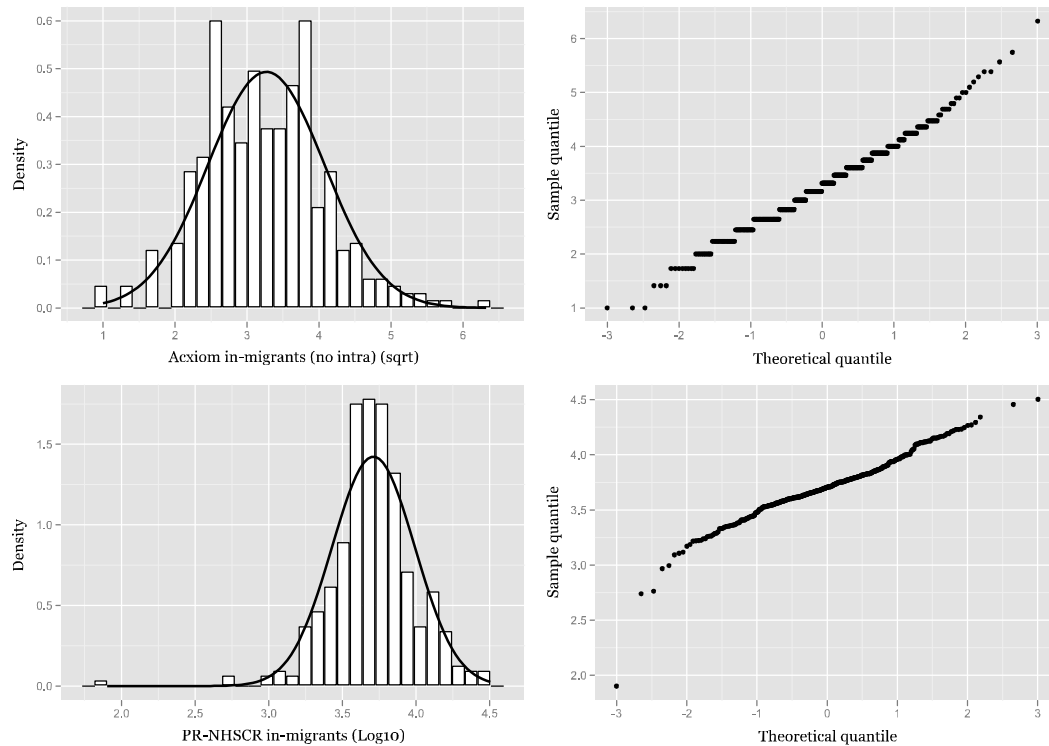 0.6
0.5
0.4
0.3
0.2
0.1
0.0
Density
1 2 3 4 5 6
Acxiom in-migrants (no intra) (sqrt)
6
5
4
3
2
1
Sample quantile
-3 -2 -1 0 1 2 3
Theoretical quantile
1.5
1.0
0.5
0.0
Density
2.0 2.5 3.0 3.5 4.0 4.5
PR-NHSCR in-migrants (Log10)
4.5
4.0
3.5
3.0
2.5
2.0
Sample quantile
-3 -2 -1 0 1 2 3
Theoretical quantile